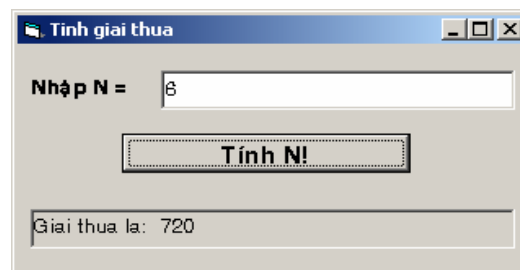 Tinh giai thua
Nhập N = 6
Tính N!
Giai thua la: 720